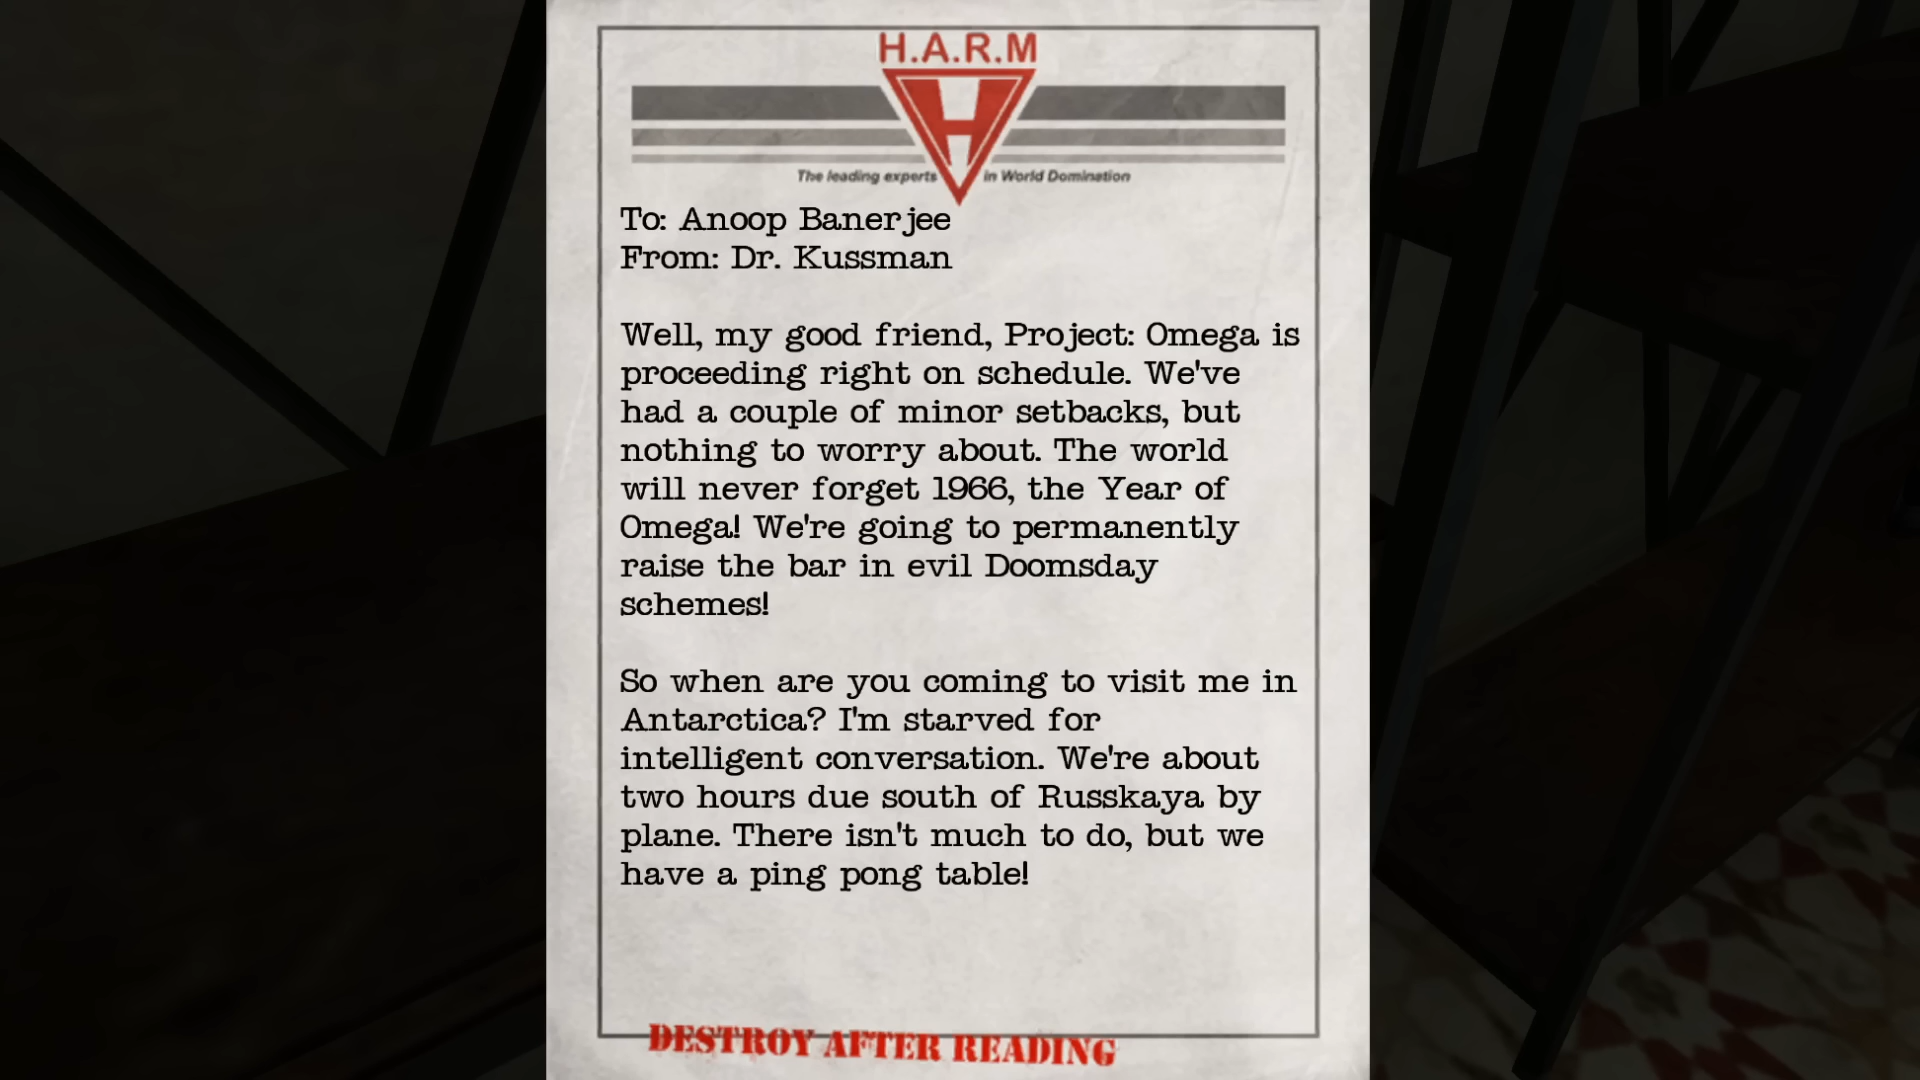 H.A.R.M
H
The leading experts in World Domination
To: Anoop Banerjee
From: Dr. Kussman
Well, my good friend, Project: Omega is
proceeding right on schedule. We've
had a couple of minor setbacks, but
nothing to worry about. The world
will never forget 1966, the Year of
Omega! We're going to permanently
raise the bar in evil Doomsday
schemes!
So when are you coming to visit me in
Antarctica? I'm starved for
intelligent conversation. We're about
two hours due south of Russkaya by
plane. There isn't much to do, but we
have a ping pong table!
DESTROY AFTER READING